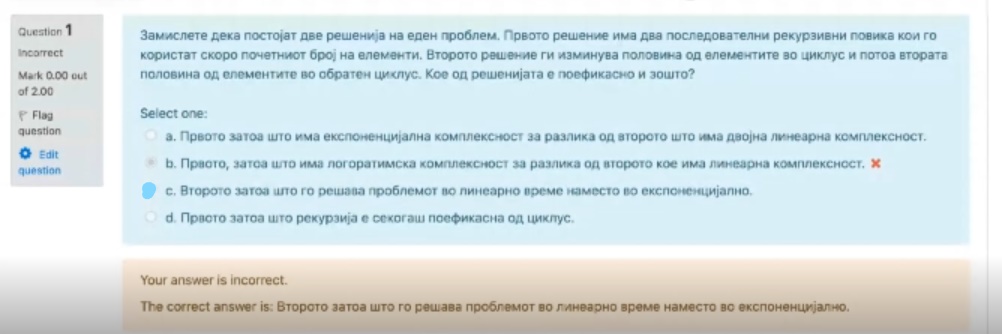 Question 1
Incorrect
Mark 0.00 out
of 2.00
Flag
question
Edit
question
Замислете дека постојат две решенија на еден проблем. Првото решение има два последователни рекурзивни повика кои го
користат скоро почетниот број на елементи. Второто решение ги изминува половина од елементите во циклус и потоа втората
половина од елементите во обратен циклус. Кое од решенијата е поефикасно и зошто?
Select one:
a. Првото затоа што има експоненцијална комплексност за разлика од второто што има двојна линеарна комплексност.
b. Првото, затоа што има логоратимска комплексност за разлика од второто кое има линеарна комплексност.
c. Второто затоа што го решава проблемот во линеарно време наместо во експоненцијално.
d. Првото затоа што рекурзија е секогаш поефикасна од циклус.
Your answer is incorrect.
The correct answer is: Второто затоа што го решава проблемот во линеарно време наместо во експоненцијално.